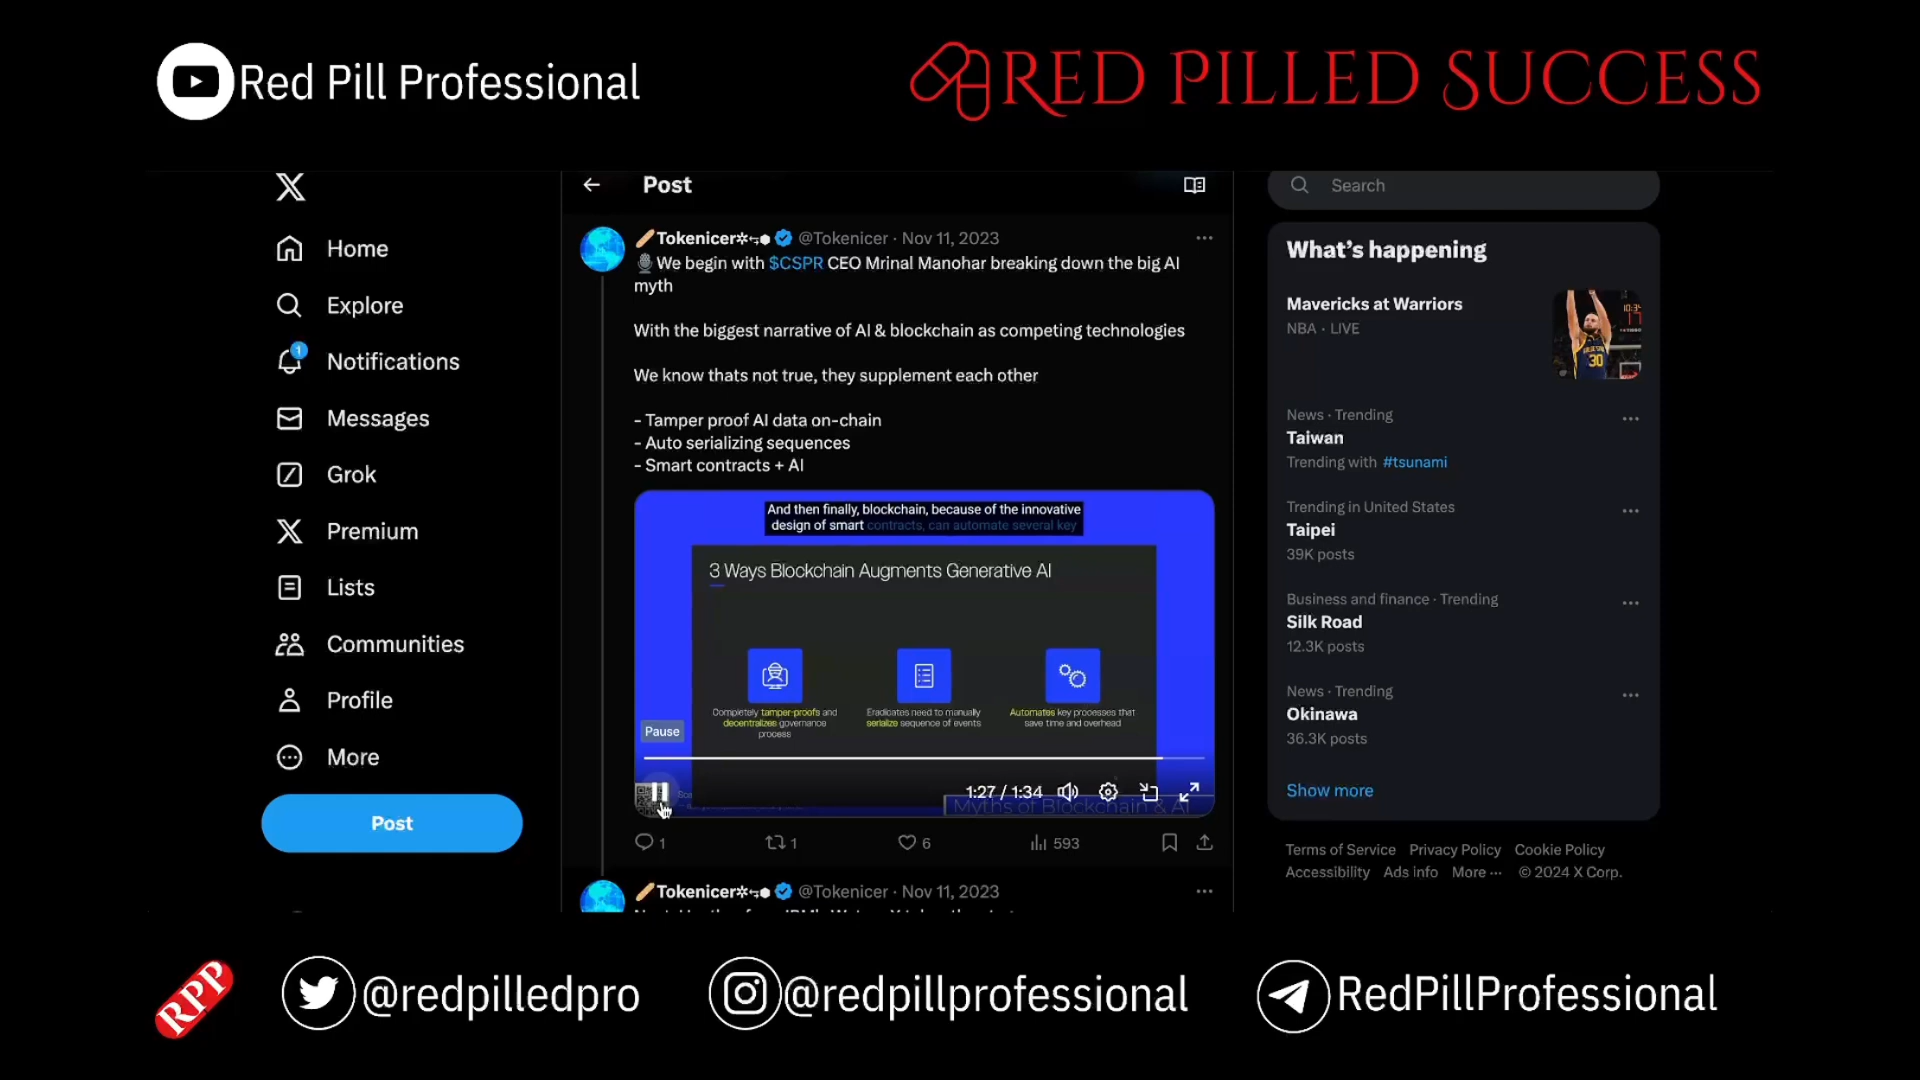 Red Pill Professional
RED PILLED SUCCESS
Home
Explore
1
Notifications
Messages
Grok
Premium
Lists
Communities
Profile
More
Post
Post
Tokenicer @Tokenicer · Nov 11, 2023
We begin with $CSPR CEO Mrinal Manohar breaking down the big AI
myth
With the biggest narrative of AI & blockchain as competing technologies
We know thats not true, they supplement each other
- Tamper proof AI data on-chain
- Auto serializing sequences
- Smart contracts + AI
And then finally, blockchain, because of the innovative
design of smart contracts, can automate several key
3 Ways Blockchain Augments Generative AI
Completely tamper-proofs and
decentralizes governance
process
Eradicates need to manually
serialize sequence of events
Automates key processes that
save time and overhead
Pause
1:27 / 1:34
Myths of Blockchain & AI
1
1
6
593
Tokenicer @Tokenicer · Nov 11, 2023
Search
What's happening
Mavericks at Warriors
NBA · LIVE
30
News · Trending
Taiwan
Trending with #tsunami
Trending in United States
Taipei
39K posts
Business and finance · Trending
Silk Road
12.3K posts
News · Trending
Okinawa
36.3K posts
Show more
Terms of Service Privacy Policy Cookie Policy
Accessibility Ads info More ··· © 2024 X Corp.
RPP
@redpilledpro
@redpillprofessional
RedPillProfessional